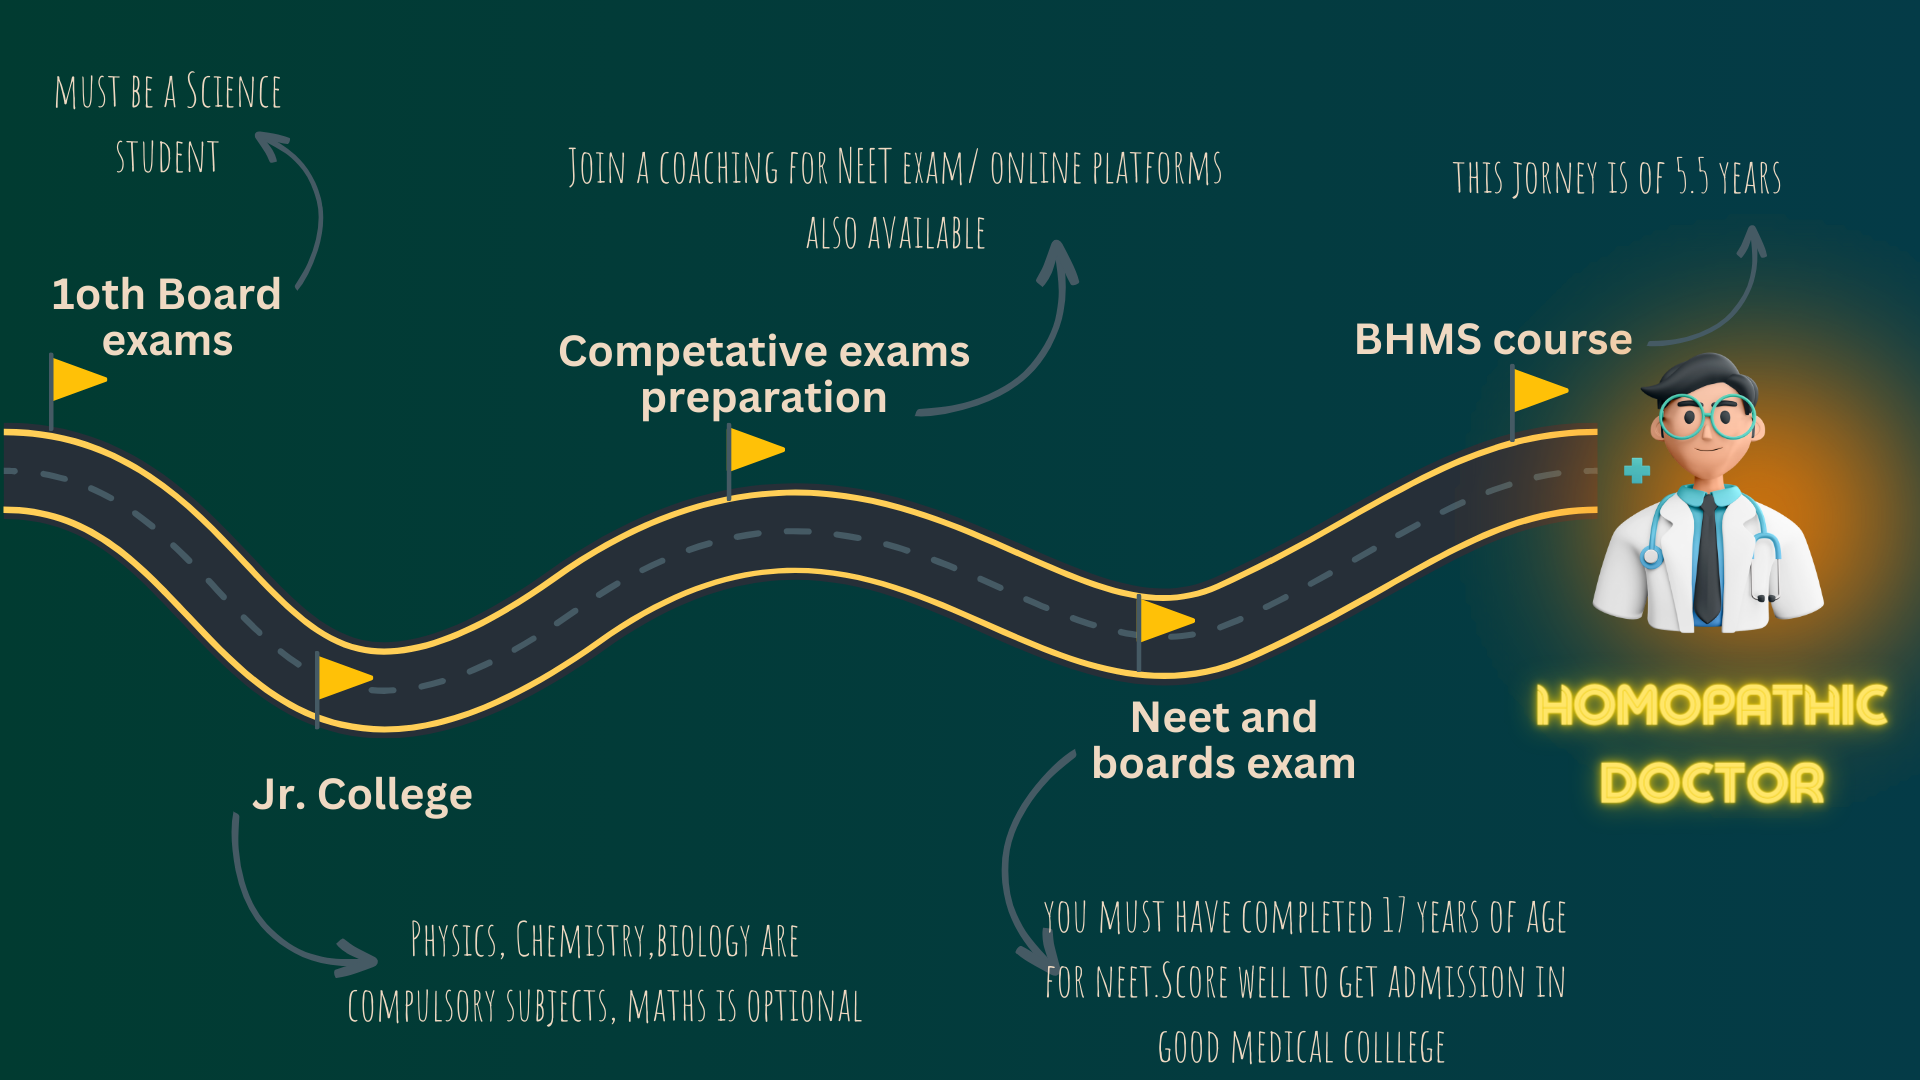 MUST BE A SCIENCE
STUDENT
1oth Board
exams
Jr. College
PHYSICS, CHEMISTRY,BIOLOGY ARE
COMPULSORY SUBJECTS, MATHS IS OPTIONAL
JOIN A COACHING FOR NEET EXAM/ ONLINE PLATFORMS
ALSO AVAILABLE
Competative exams
preparation
Neet and
boards exam
YOU MUST HAVE COMPLETED 17 YEARS OF AGE
FOR NEET.SCORE WELL TO GET ADMISSION IN
GOOD MEDICAL COLLLEGE
THIS JORNEY IS OF 5.5 YEARS
BHMS course
HOMOPATHIC
DOCTOR